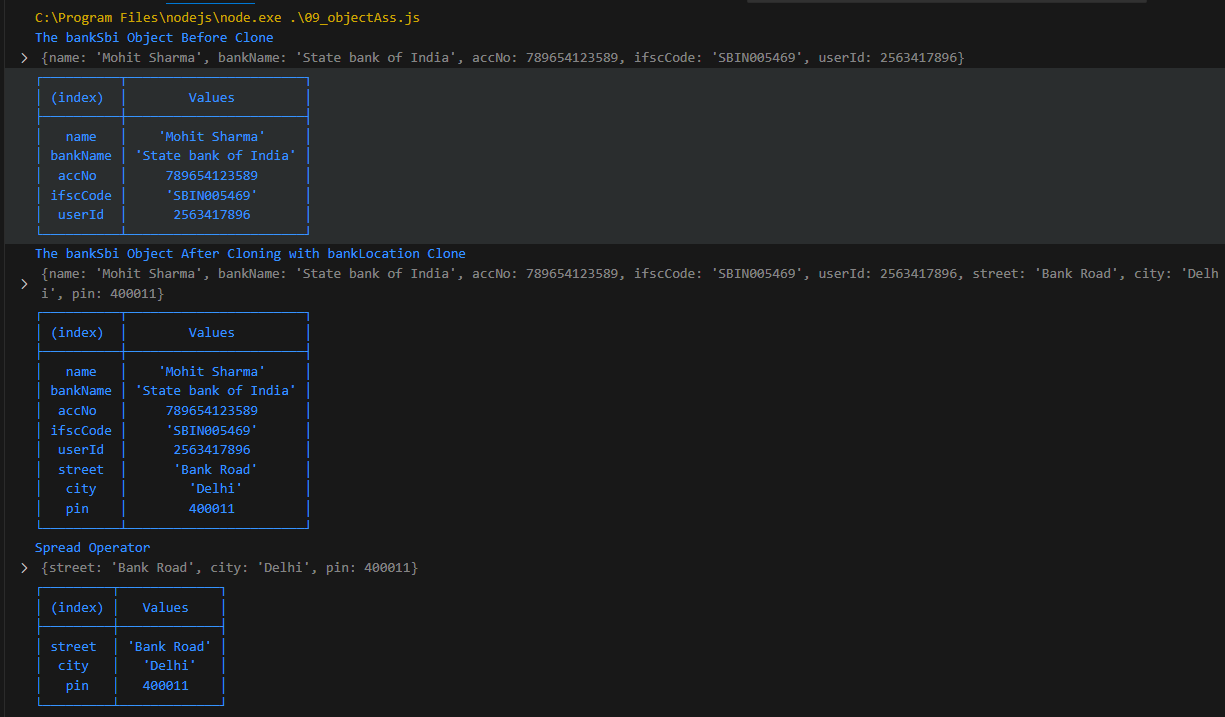 C:\Program Files\nodejs\node.exe .\09_objectAss.js
The bankSbi Object Before Clone
{name: 'Mohit Sharma', bankName: 'State bank of India', accNo: 789654123589, ifscCode: 'SBIN005469', userId: 2563417896}
(index) Values
name 'Mohit Sharma'
bankName 'State bank of India'
accNo 789654123589
ifscCode 'SBIN005469'
userId 2563417896
The bankSbi Object After Cloning with bankLocation Clone
{name: 'Mohit Sharma', bankName: 'State bank of India', accNo: 789654123589, ifscCode: 'SBIN005469', userId: 2563417896, street: 'Bank Road', city: 'Delh
i', pin: 400011}
(index) Values
name 'Mohit Sharma'
bankName 'State bank of India'
accNo 789654123589
ifscCode 'SBIN005469'
userId 2563417896
street 'Bank Road'
city 'Delhi'
pin 400011
Spread Operator
{street: 'Bank Road', city: 'Delhi', pin: 400011}
(index) Values
street 'Bank Road'
city 'Delhi'
pin 400011